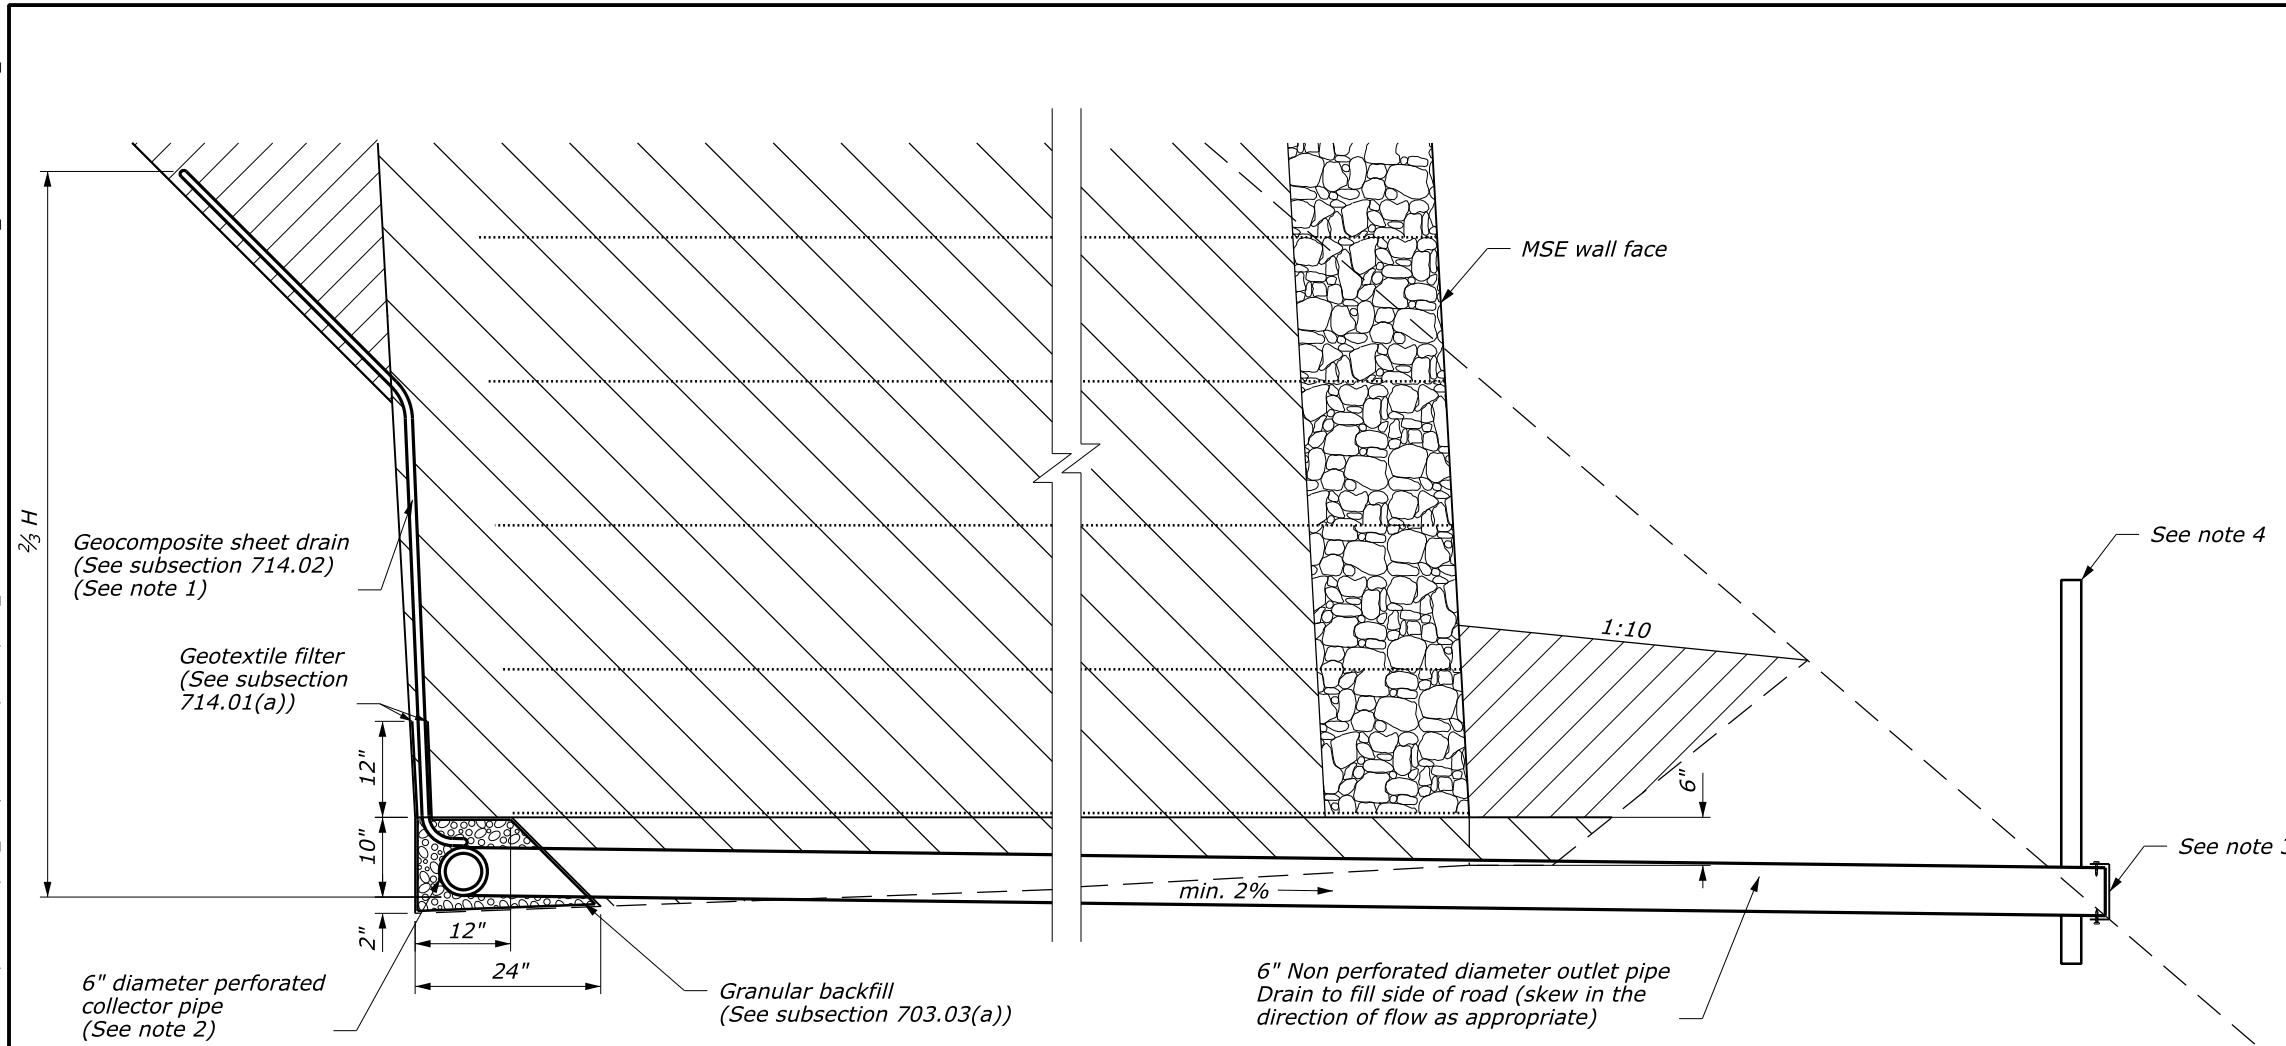 MSE wall face
⅔ H
See note 4
Geocomposite sheet drain
(See subsection 714.02)
(See note 1)
1:10
Geotextile filter
(See subsection
714.01(a))
12"
6"
10"
See note 3
min. 2%
2"
12"
24"
6" diameter perforated
collector pipe
(See note 2)
Granular backfill
(See subsection 703.03(a))
6" Non perforated diameter outlet pipe
Drain to fill side of road (skew in the
direction of flow as appropriate)